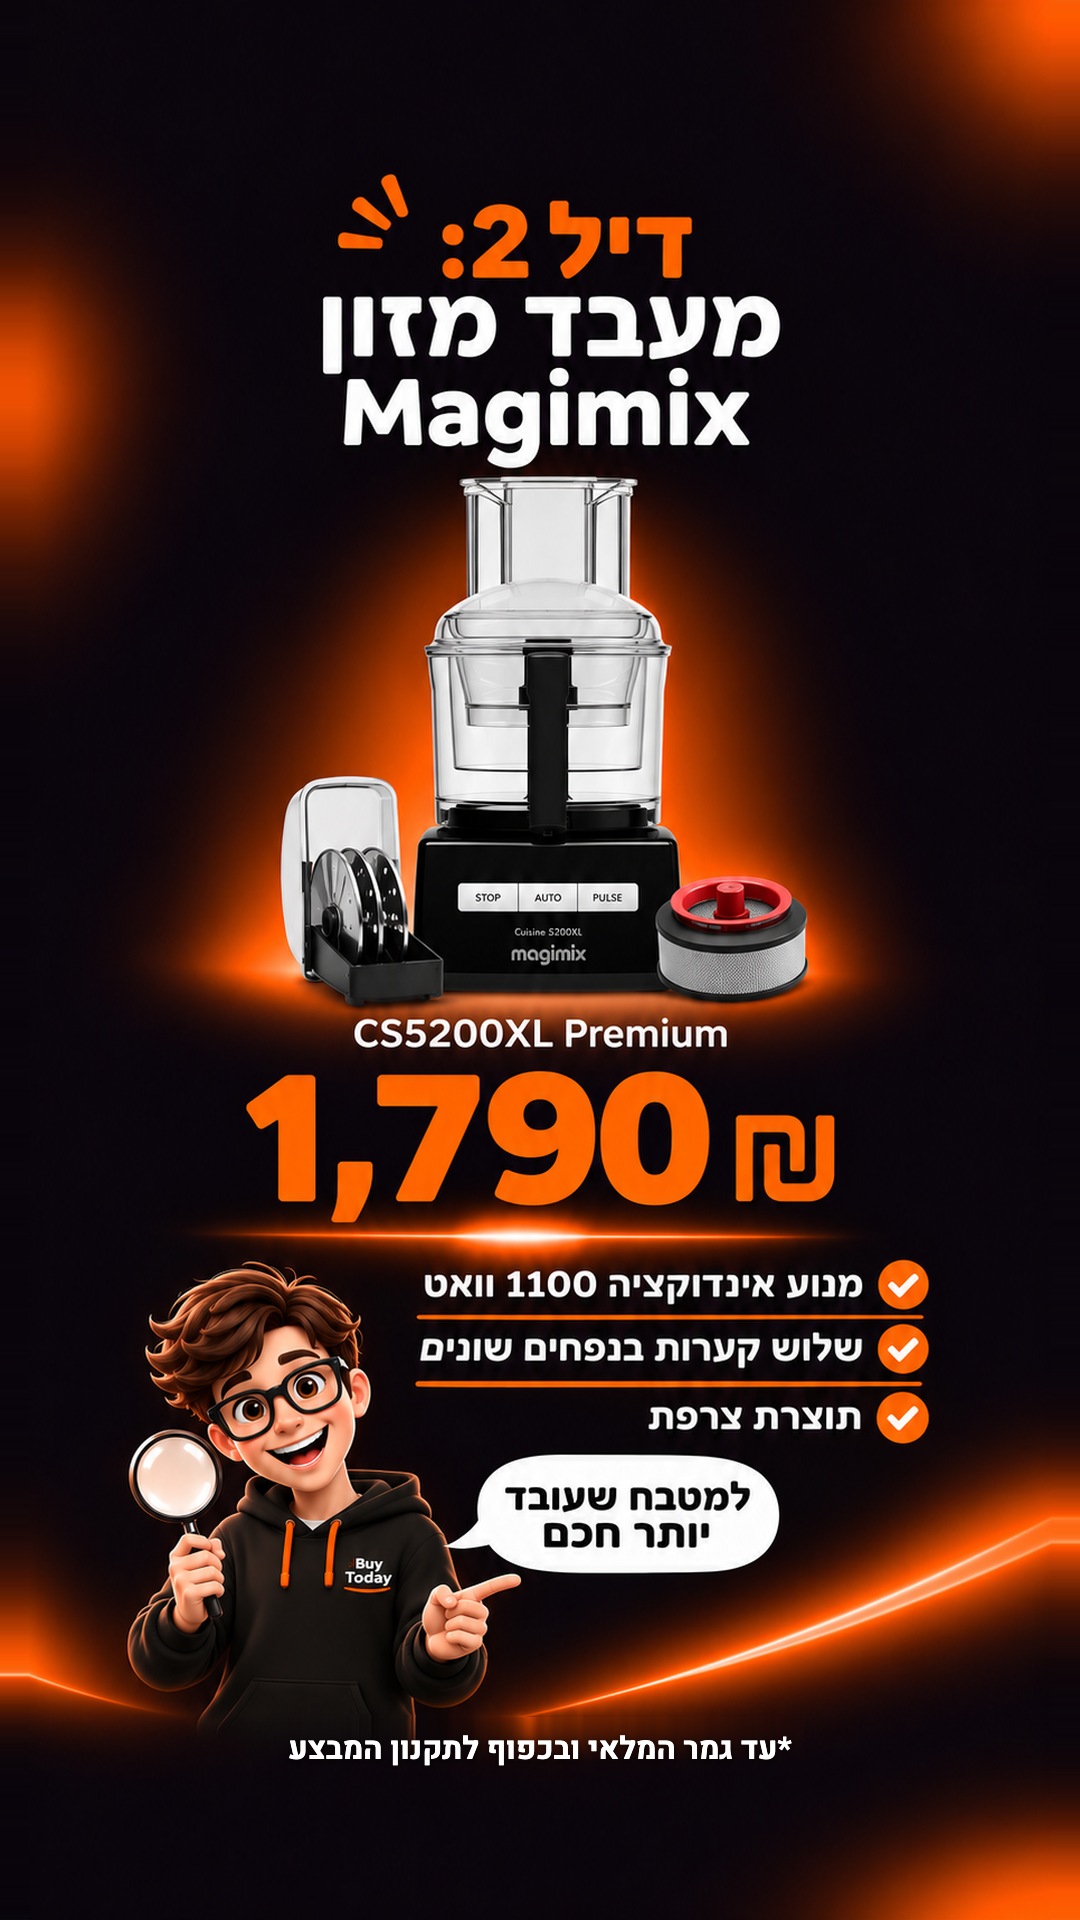 דיל 2:
מעבד מזון
Magimix
STOP AUTO PULSE
Cuisine 5200XL
magimix
CS5200XL Premium
1,790 ₪
מנוע אינדוקציה 1100 וואט
שלוש קערות בנפחים שונים
תוצרת צרפת
למטבח שעובד
יותר חכם
Buy
Today
*עד גמר המלאי ובכפוף לתקנון המבצע